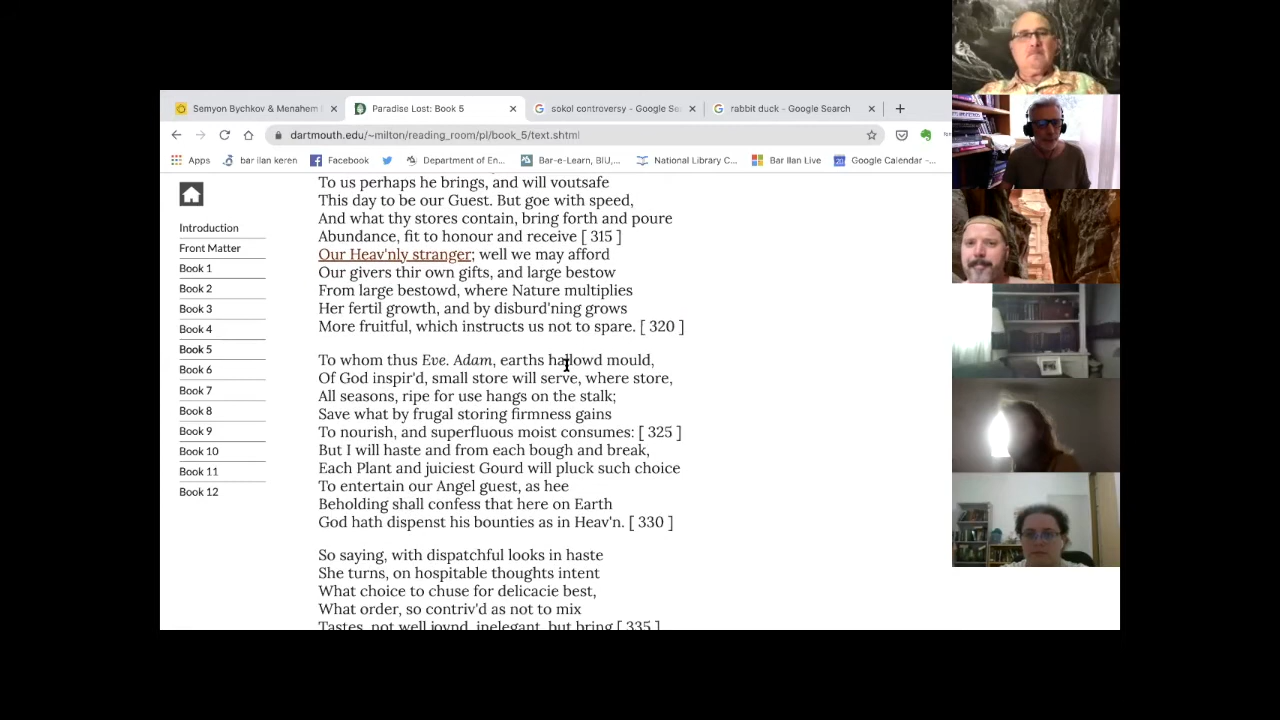 Semyon Bychkov & Menahem
Paradise Lost: Book 5
sokol controversy - Google Se
rabbit duck - Google Search
dartmouth.edu/~milton/reading_room/pl/book_5/text.shtml
Apps
bar ilan keren
Facebook
Department of En...
Bar-e-Learn, BIU,...
National Library C...
Bar Ilan Live
Google Calendar -...
Introduction
Front Matter
Book 1
Book 2
Book 3
Book 4
Book 5
Book 6
Book 7
Book 8
Book 9
Book 10
Book 11
Book 12
To us perhaps he brings, and will voutsafe
This day to be our Guest. But goe with speed,
And what thy stores contain, bring forth and poure
Abundance, fit to honour and receive [ 315 ]
Our Heav'nly stranger; well we may afford
Our givers thir own gifts, and large bestow
From large bestowd, where Nature multiplies
Her fertil growth, and by disburd'ning grows
More fruitful, which instructs us not to spare. [ 320 ]
To whom thus Eve. Adam, earths hallowd mould,
Of God inspir'd, small store will serve, where store,
All seasons, ripe for use hangs on the stalk;
Save what by frugal storing firmness gains
To nourish, and superfluous moist consumes: [ 325 ]
But I will haste and from each bough and break,
Each Plant and juiciest Gourd will pluck such choice
To entertain our Angel guest, as hee
Beholding shall confess that here on Earth
God hath dispenst his bounties as in Heav'n. [ 330 ]
So saying, with dispatchful looks in haste
She turns, on hospitable thoughts intent
What choice to chuse for delicacie best,
What order, so contriv'd as not to mix
Tastes, not well joynd, inelegant, but bring [ 335 ]